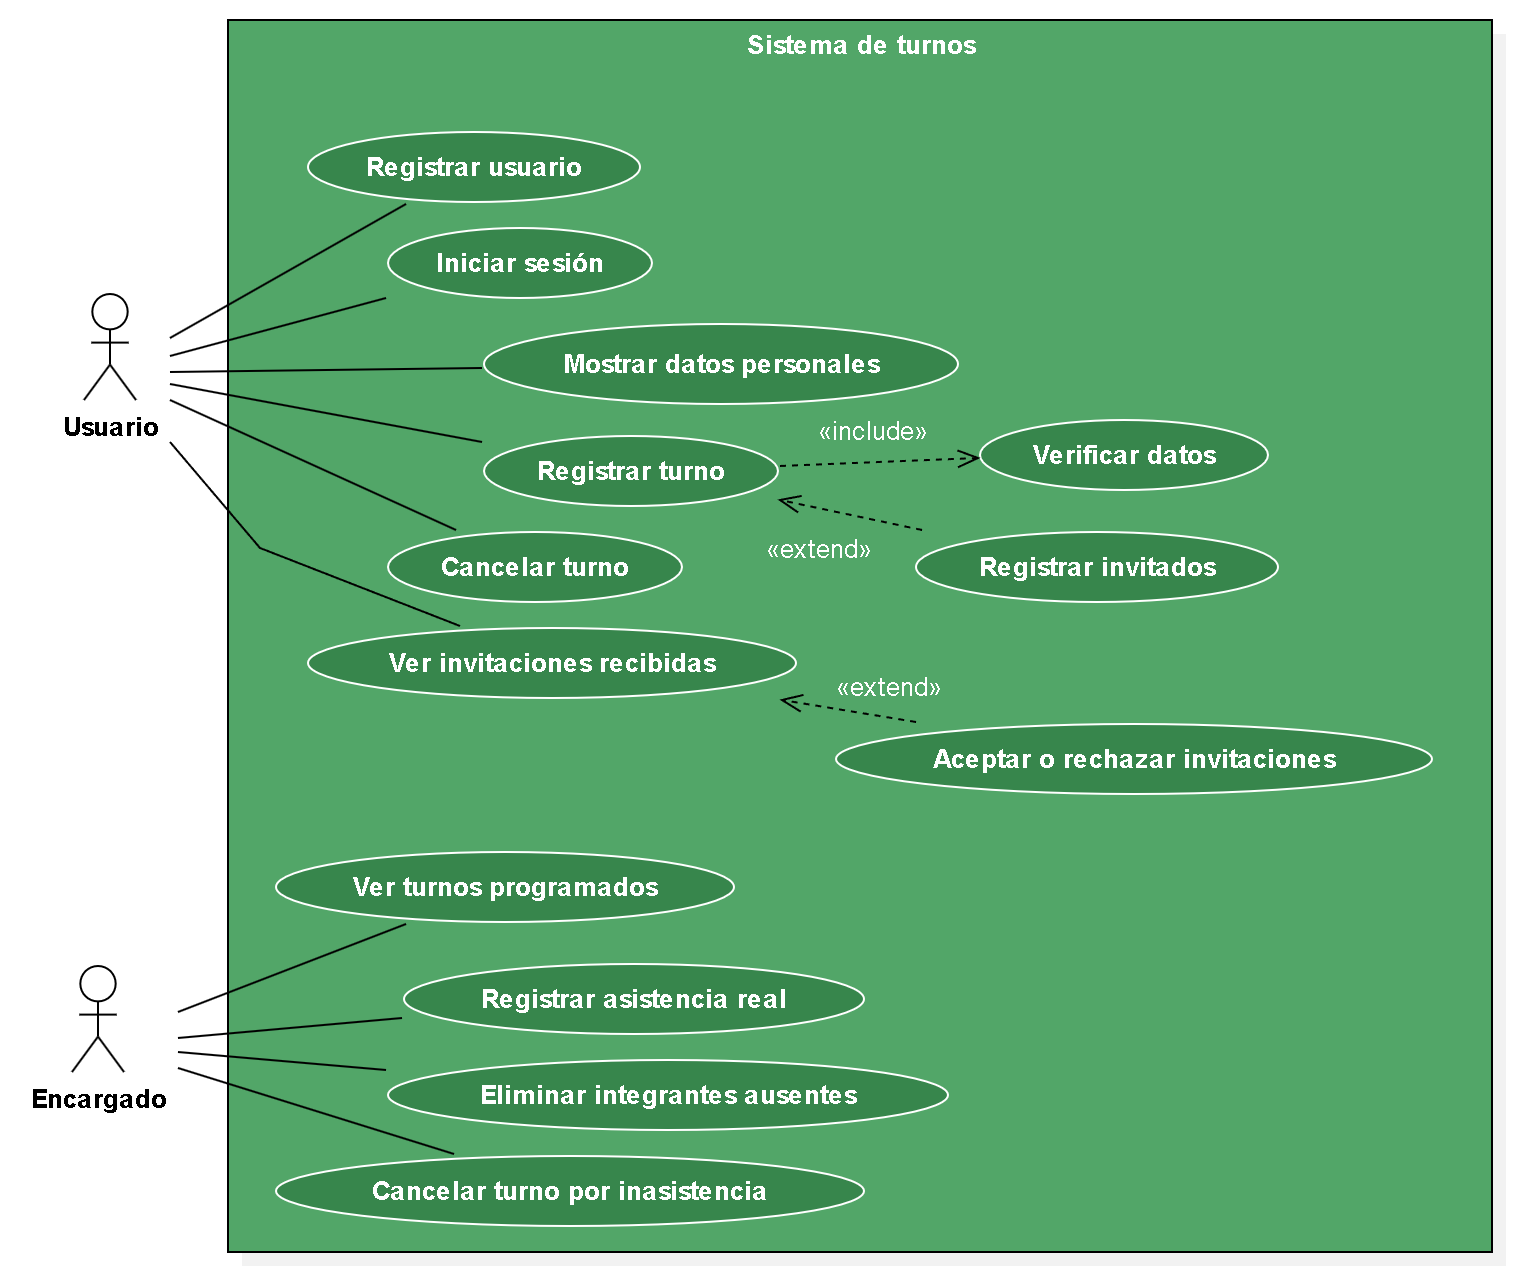 Sistema de turnos
Registrar usuario
Iniciar sesión
Mostrar datos personales
Usuario
«include»
Verificar datos
Registrar turno
«extend»
Registrar invitados
Cancelar turno
Ver invitaciones recibidas
«extend»
Aceptar o rechazar invitaciones
Ver turnos programados
Registrar asistencia real
Encargado
Eliminar integrantes ausentes
Cancelar turno por inasistencia